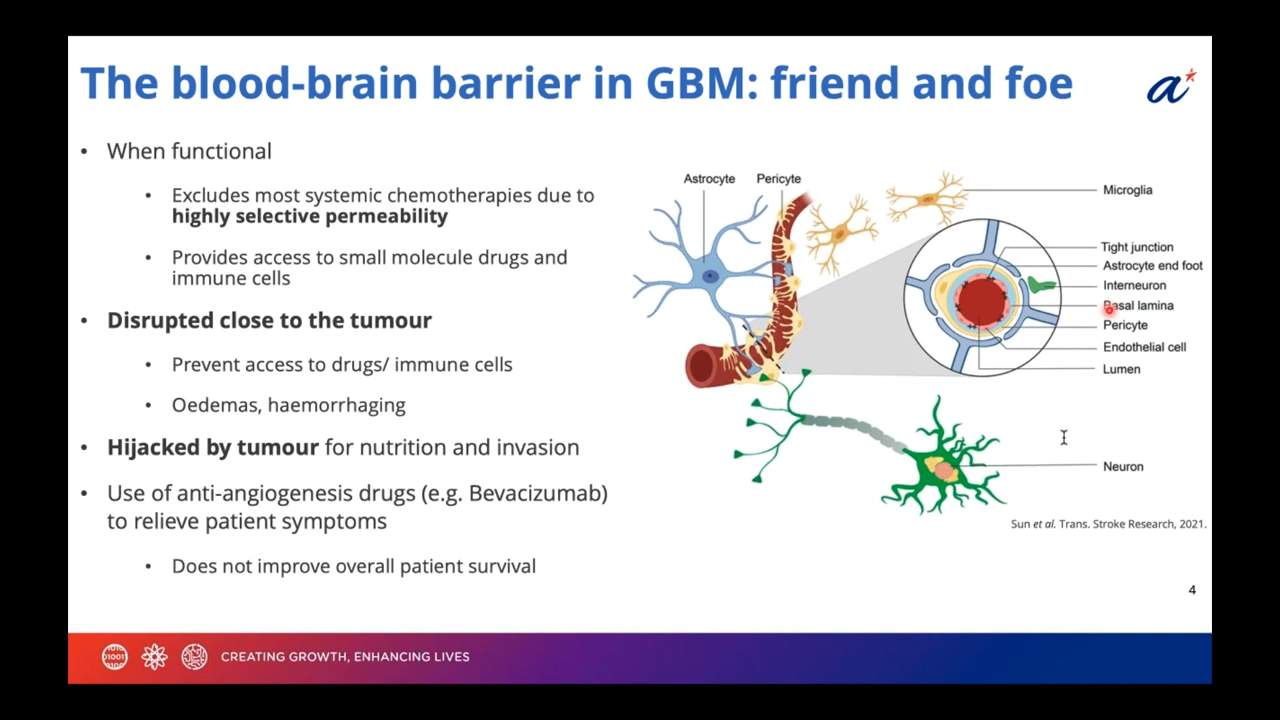 The blood-brain barrier in GBM: friend and foe
a*
• When functional
• Excludes most systemic chemotherapies due to
highly selective permeability
• Provides access to small molecule drugs and
immune cells
• Disrupted close to the tumour
• Prevent access to drugs/ immune cells
• Oedemas, haemorrhaging
• Hijacked by tumour for nutrition and invasion
• Use of anti-angiogenesis drugs (e.g. Bevacizumab)
to relieve patient symptoms
• Does not improve overall patient survival
Astrocyte
Pericyte
Microglia
Tight junction
Astrocyte end foot
Interneuron
Basal lamina
Pericyte
Endothelial cell
Lumen
Neuron
Sun et al. Trans. Stroke Research, 2021.
4
CREATING GROWTH, ENHANCING LIVES